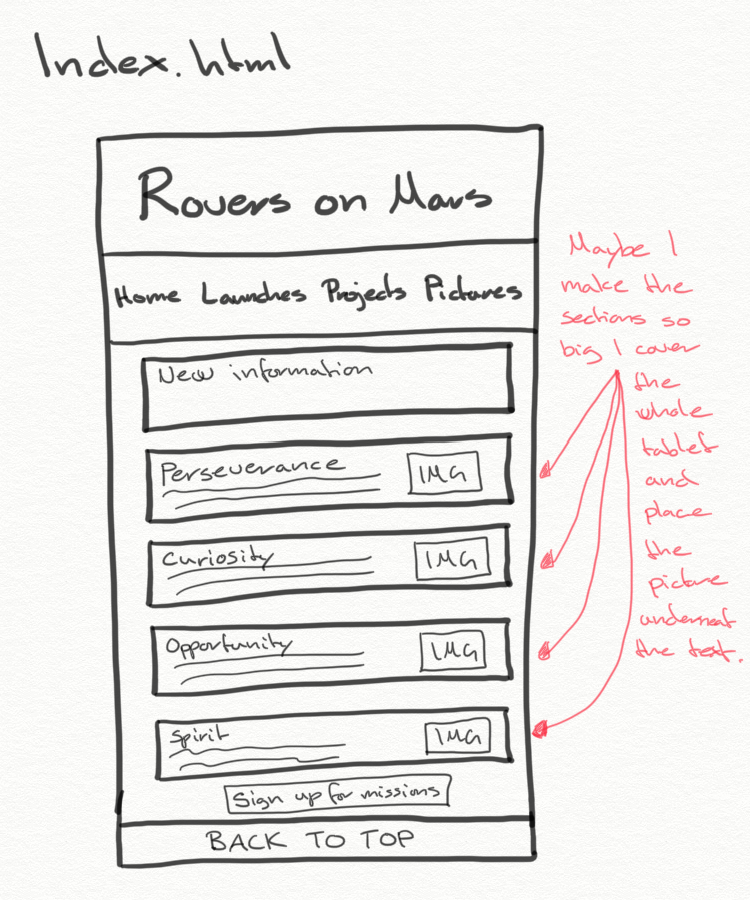 Index.html
Rovers on Mars
Home Launches Projects Pictures
New information
Perseverance
IMG
Curiosity
IMG
Opportunity
IMG
Spirit
IMG
Sign up for missions
BACK TO TOP
Maybe I
make the
sections so
big I cover
the
whole
tablet
and
place
the
picture
underneat
the text.